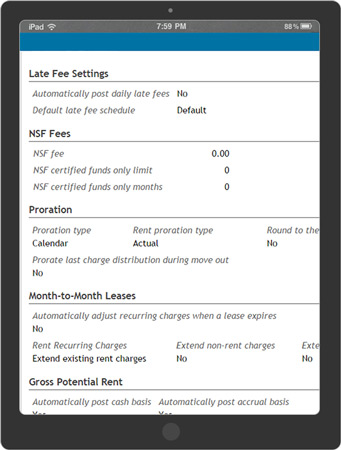 iPad 7:59 PM 88%
Late Fee Settings
Automatically post daily late fees No
Default late fee schedule Default
NSF Fees
NSF fee 0.00
NSF certified funds only limit 0
NSF certified funds only months 0
Proration
Proration type Rent proration type Round to the
Calendar Actual No
Prorate last charge distribution during move out
No
Month-to-Month Leases
Automatically adjust recurring charges when a lease expires
No
Rent Recurring Charges Extend non-rent charges Exte
Extend existing rent charges No No
Gross Potential Rent
Automatically post cash basis Automatically post accrual basis
Yes Yes